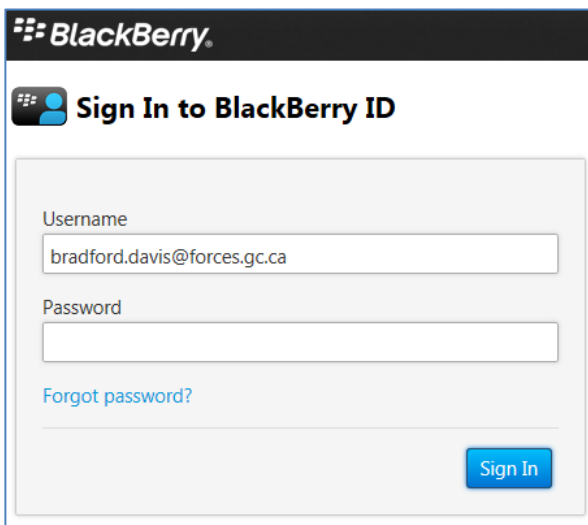 BlackBerry.
Sign In to BlackBerry ID
Username
bradford.davis@forces.gc.ca
Password
Forgot password?
Sign In